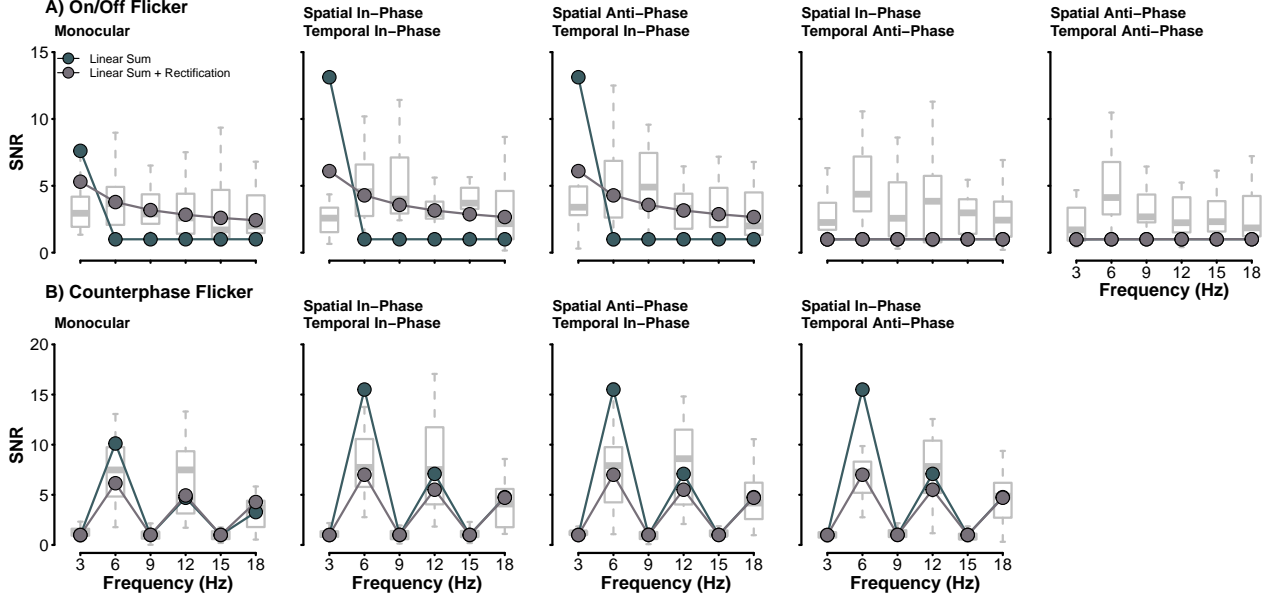 A) On/Off Flicker
Monocular
Spatial In−Phase
Temporal In−Phase
Spatial Anti−Phase
Temporal In−Phase
Spatial In−Phase
Temporal Anti−Phase
Spatial Anti−Phase
Temporal Anti−Phase
Linear Sum
Linear Sum + Rectification
SNR
15
10
5
0
3 6 9 12 15 18
Frequency (Hz)
B) Counterphase Flicker
Monocular
Spatial In−Phase
Temporal In−Phase
Spatial Anti−Phase
Temporal In−Phase
Spatial In−Phase
Temporal Anti−Phase
SNR
20
15
10
5
0
3 6 9 12 15 18
Frequency (Hz)
3 6 9 12 15 18
Frequency (Hz)
3 6 9 12 15 18
Frequency (Hz)
3 6 9 12 15 18
Frequency (Hz)